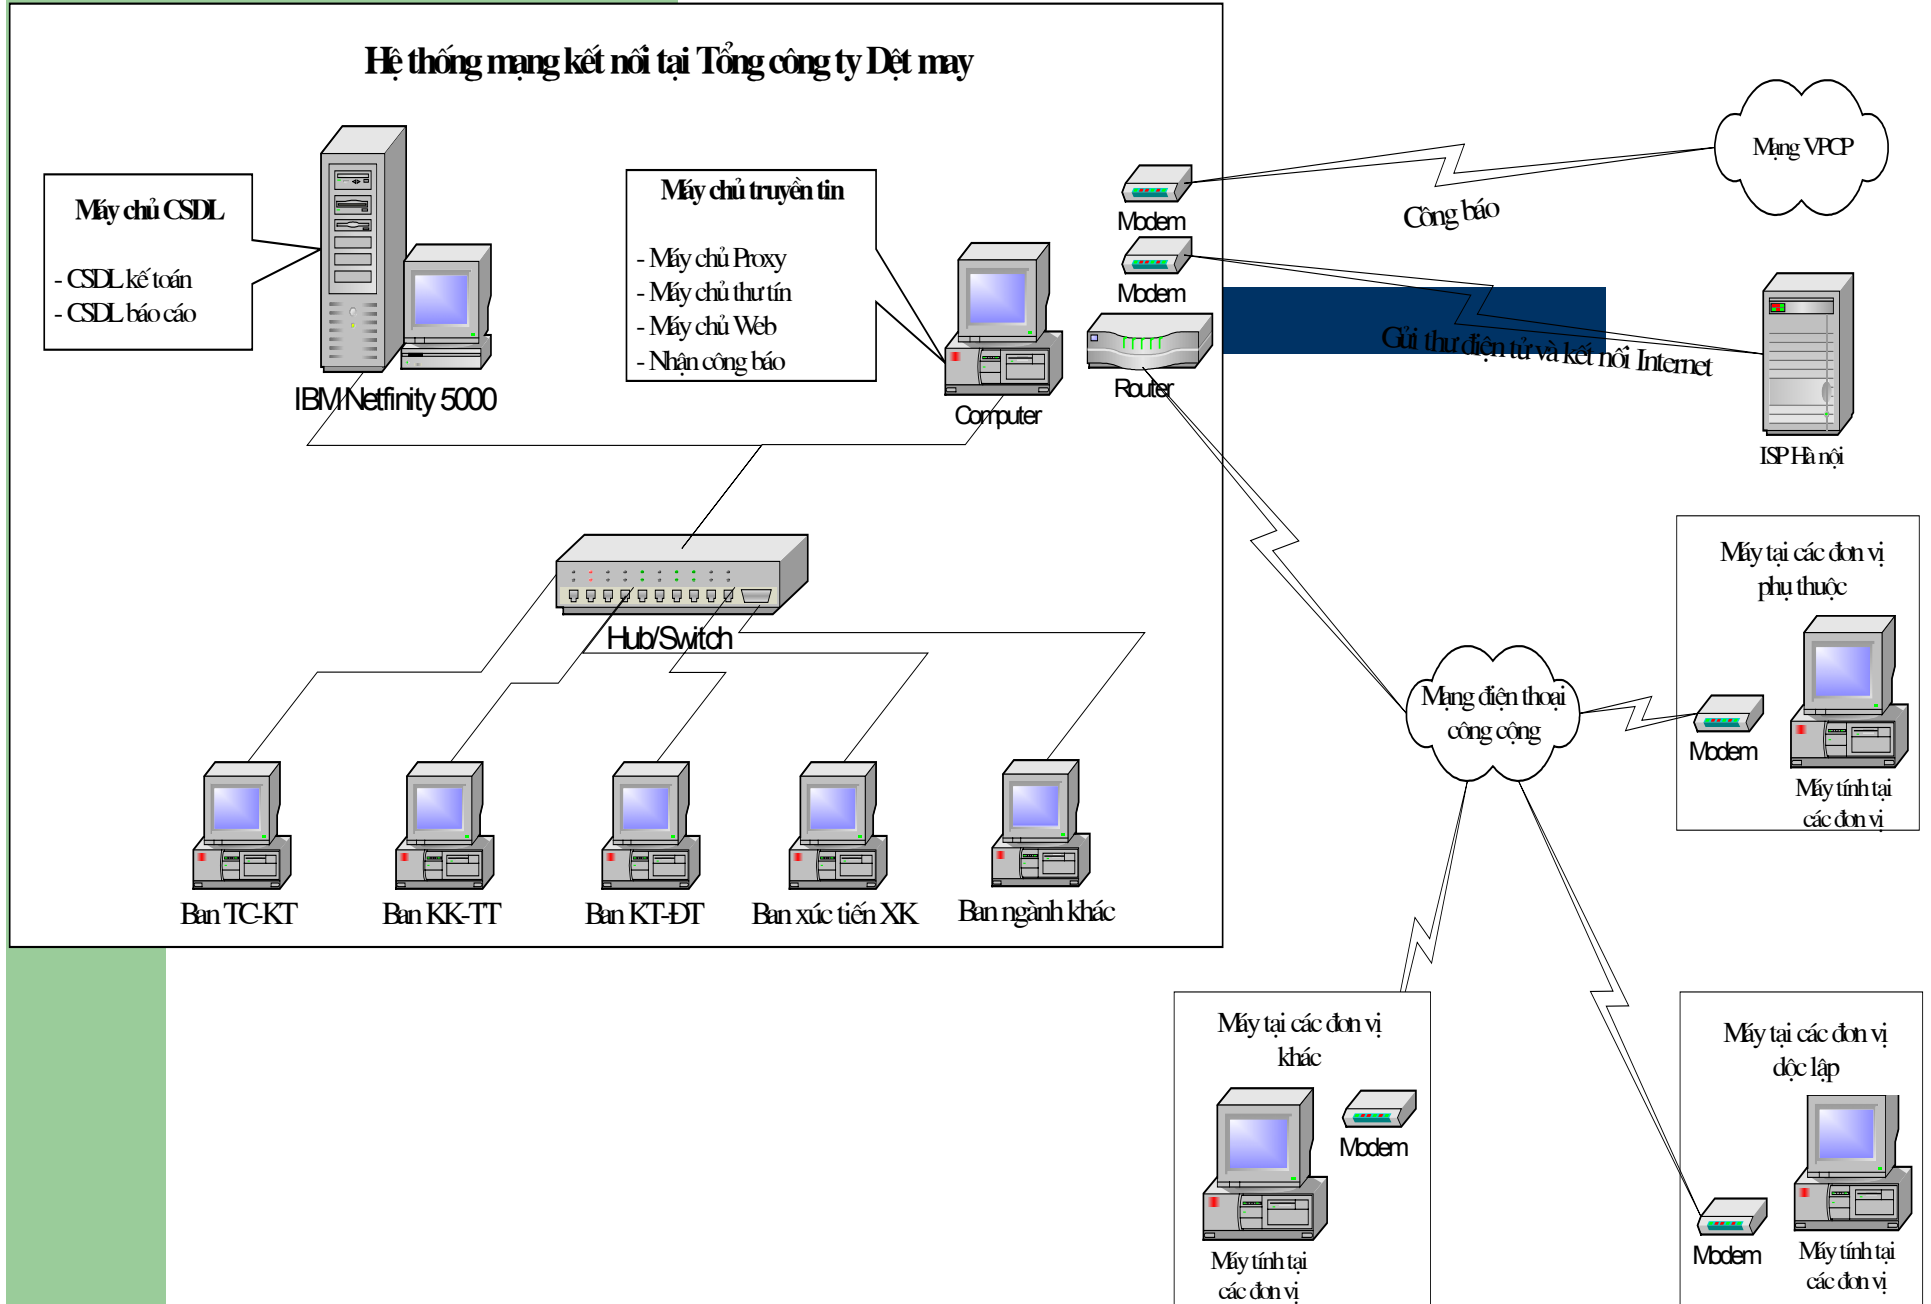 Hệ thống mạng kết nối tại Tổng công ty Dệt may
Máy chủ CSDL
- CSDL kế toán
- CSDL báo cáo
IBM Netfinity 5000
Máy chủ truyền tin
- Máy chủ Proxy
- Máy chủ thư tín
- Máy chủ Web
- Nhận công báo
Computer
Modem
Modem
Router
Công báo
Mạng VPCP
Gửi thư điện tử và kết nối Internet
ISP Hà nội
Hub/Switch
Ban TC-KT
Ban KK-TT
Ban KT-ĐT
Ban xúc tiến XK
Ban ngành khác
Mạng điện thoại
công cộng
Máy tại các đơn vị
phụ thuộc
Modem
Máy tính tại
các đơn vị
Máy tại các đơn vị
khác
Modem
Máy tính tại
các đơn vị
Máy tại các đơn vị
dộc lập
Modem
Máy tính tại
các đơn vị